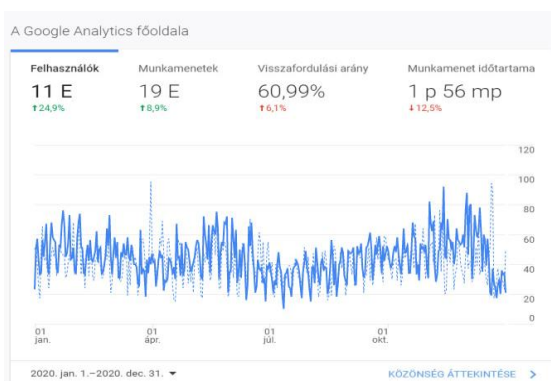 A Google Analytics főoldala
Felhasználók Munkamenetek Visszafordulási arány Munkamenet időtartama
11 E 19 E 60,99% 1 p 56 mp
↑24,9% ↑8,9% ↑6,1% ↓12,5%
120
100
80
60
40
20
0
01 01 01 01
jan. ápr. júl. okt.
2020. jan. 1.–2020. dec. 31. KÖZÖNSÉG ÁTTEKINTÉSE